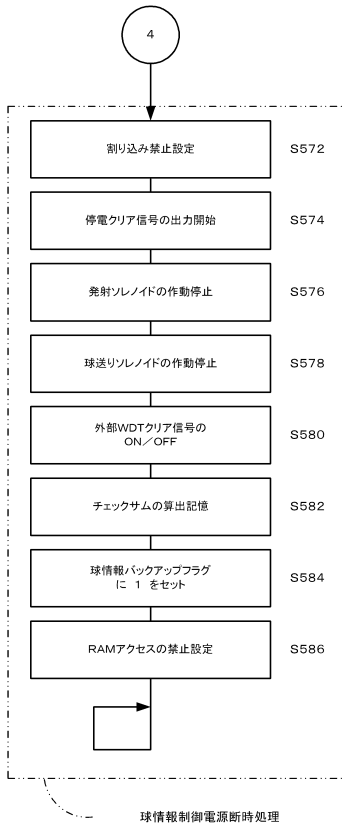 4
割り込み禁止設定 S572
停電クリア信号の出力開始 S574
発射ソレノイドの作動停止 S576
球送りソレノイドの作動停止 S578
外部WDTクリア信号の
ON／OFF S580
チェックサムの算出記憶 S582
球情報バックアップフラグ
に 1 をセット S584
RAMアクセスの禁止設定 S586
球情報制御電源断時処理